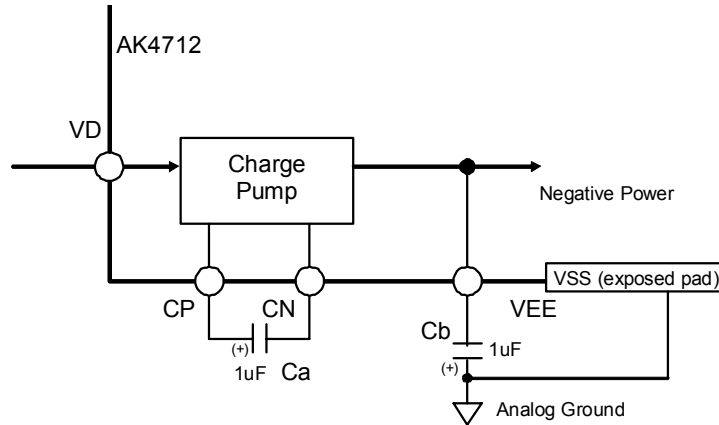 AK4712
VD
Charge
Pump
Negative Power
CP
CN
VEE
VSS (exposed pad)
(+)
1uF
Ca
Cb
1uF
(+)
Analog Ground